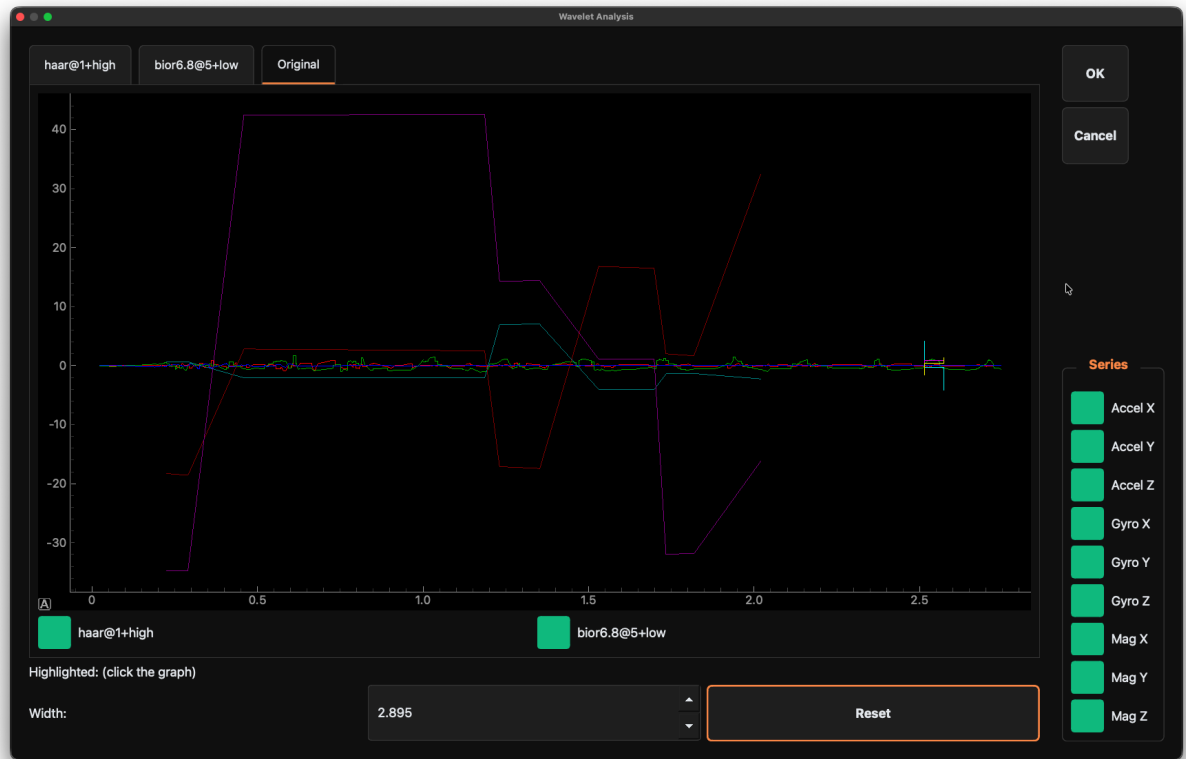 Wavelet Analysis
haar@1+high
bior6.8@5+low
Original
OK
Cancel
40
30
20
10
0
-10
-20
-30
0
0.5
1.0
1.5
2.0
2.5
A
Series
Accel X
Accel Y
Accel Z
Gyro X
Gyro Y
Gyro Z
Mag X
Mag Y
Mag Z
haar@1+high
bior6.8@5+low
Highlighted: (click the graph)
Width:
2.895
Reset